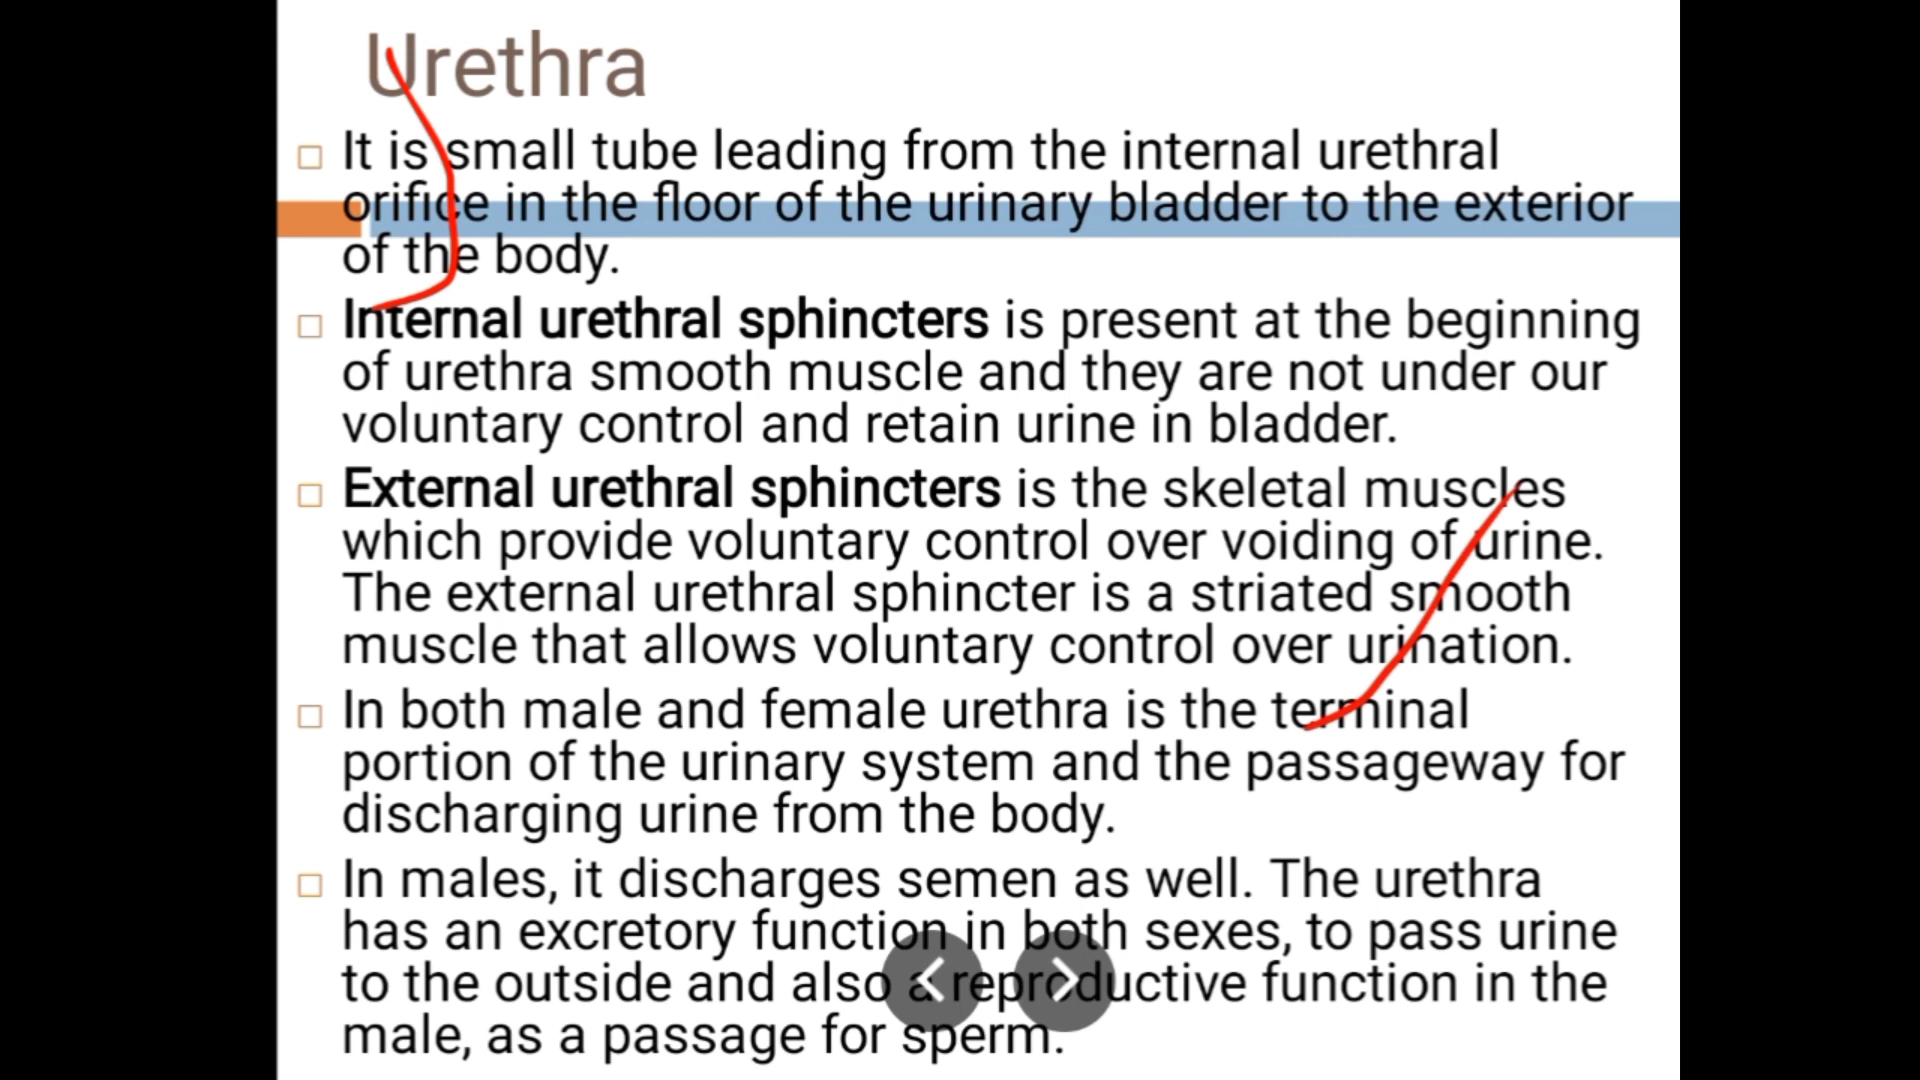 Urethra
It is small tube leading from the internal urethral
orifice in the floor of the urinary bladder to the exterior
of the body.
Internal urethral sphincters is present at the beginning
of urethra smooth muscle and they are not under our
voluntary control and retain urine in bladder.
External urethral sphincters is the skeletal muscles
which provide voluntary control over voiding of urine.
The external urethral sphincter is a striated smooth
muscle that allows voluntary control over urination.
In both male and female urethra is the terminal
portion of the urinary system and the passageway for
discharging urine from the body.
In males, it discharges semen as well. The urethra
has an excretory function in both sexes, to pass urine
to the outside and also a reproductive function in the
male, as a passage for sperm.